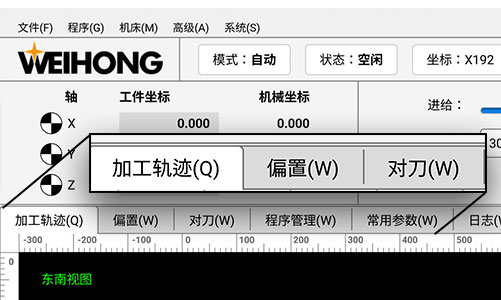 文件(F) 程序(G) 机床(M) 高级(A) 系统(S)
WEIHONG 模式：自动 状态：空闲 坐标：X192
轴 工件坐标 机械坐标
进给：
X 0.000 0.000
Y
30
加工轨迹(Q) 偏置(W) 对刀(W)
Z
加工轨迹(Q) 偏置(W) 对刀(W) 程序管理(W) 常用参数(W) 日志(W
-300 -200 -100 0 100 200 300 400 500
0
东南视图